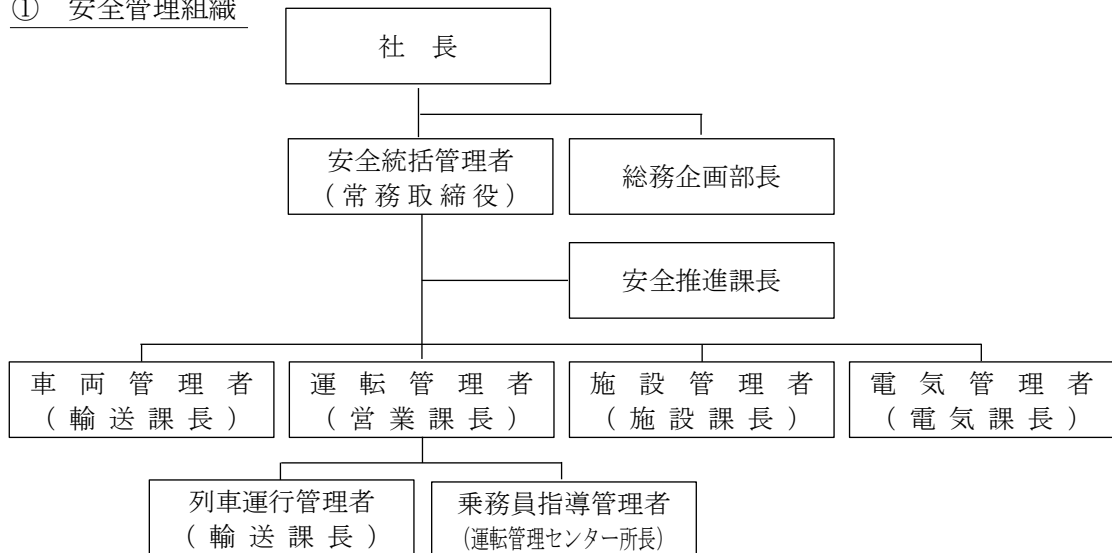 ① 安全管理組織
社 長
安全統括管理者
(常務取締役)
総務企画部長
安全推進課長
車両管理者
(輸送課長)
運転管理者
(営業課長)
施設管理者
(施設課長)
電気管理者
(電気課長)
列車運行管理者
(輸送課長)
乗務員指導管理者
(運転管理センター所長)